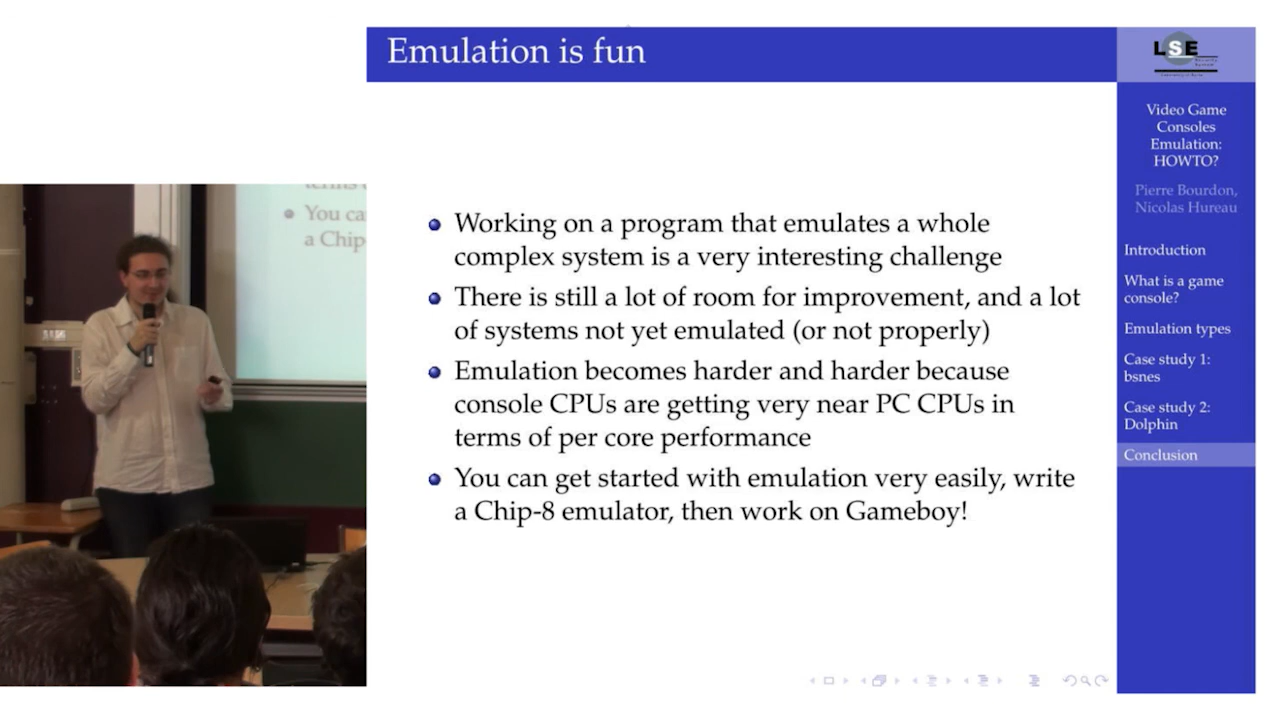 Emulation is fun
LSE
Video Game
Consoles
Emulation:
HOWTO?
Pierre Bourdon,
Nicolas Hureau
Introduction
What is a game
console?
Emulation types
Case study 1:
bsnes
Case study 2:
Dolphin
Conclusion
Working on a program that emulates a whole
complex system is a very interesting challenge
There is still a lot of room for improvement, and a lot
of systems not yet emulated (or not properly)
Emulation becomes harder and harder because
console CPUs are getting very near PC CPUs in
terms of per core performance
You can get started with emulation very easily, write
a Chip-8 emulator, then work on Gameboy!
terms
You ca
a Chip-